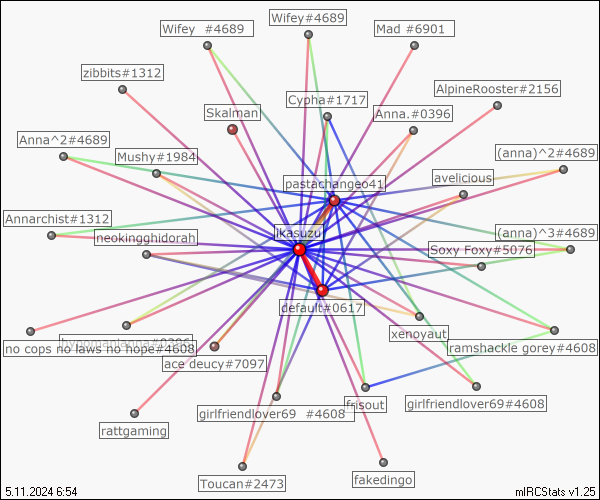 Wifey  #4689
Wifey#4689
Mad #6901
zibbits#1312
AlpineRooster#2156
Cypha#1717
Skalman
Anna.#0396
Anna^2#4689
(anna)^2#4689
Mushy#1984
avelicious
pastachangeo41
Annarchist#1312
ikasuzu
(anna)^3#4689
neokingghidorah
Soxy Foxy#5076
default#0617
xenoyaut
no cops no laws no hope#4608
ramshackle gorey#4608
ace deucy#7097
frisout
girlfriendlover69#4608
girlfriendlover69  #4608
rattgaming
Toucan#2473
fakedingo
5.11.2024 6:54
mIRCStats v1.25